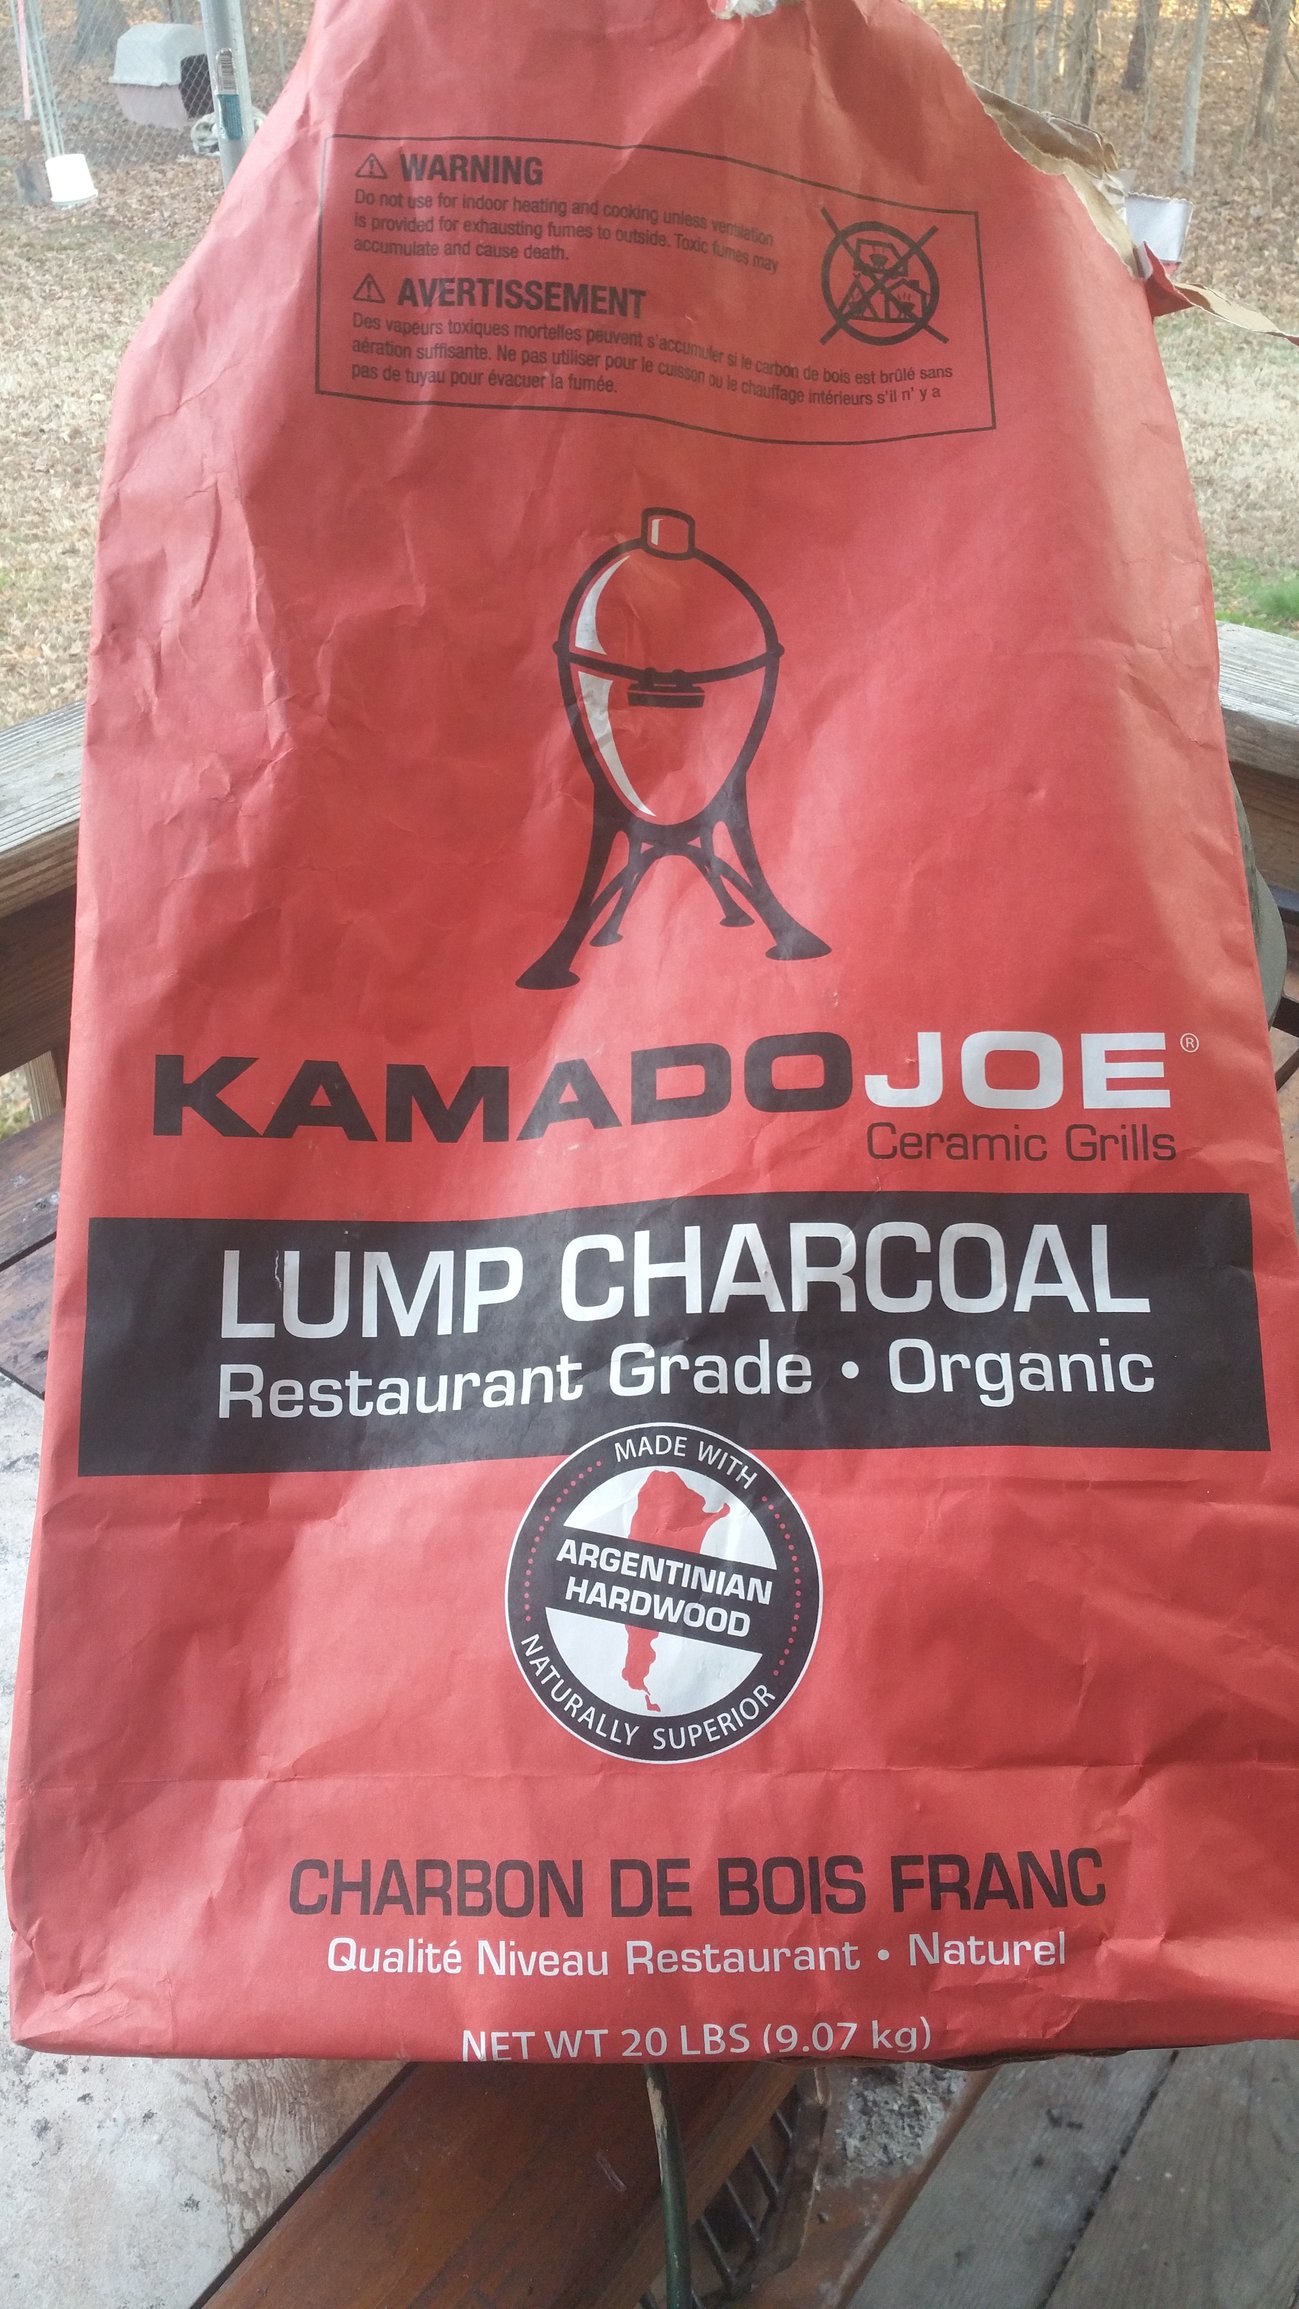 WARNING
Do not use for indoor heating and cooking unless ventilation
is provided for exhausting fumes to outside. Toxic fumes may
accumulate and cause death.
AVERTISSEMENT
Des vapeurs toxiques mortelles peuvent s'accumuler si le carbon de bois est brûlé sans
aération suffisante. Ne pas utiliser pour le cuisson ou le chauffage intérieurs s'il n' y a
pas de tuyau pour évacuer la fumée.
KAMADOJOE®
Ceramic Grills
LUMP CHARCOAL
Restaurant Grade • Organic
MADE WITH
ARGENTINIAN
HARDWOOD
NATURALLY SUPERIOR
CHARBON DE BOIS FRANC
Qualité Niveau Restaurant • Naturel
NET WT 20 LBS (9.07 kg)